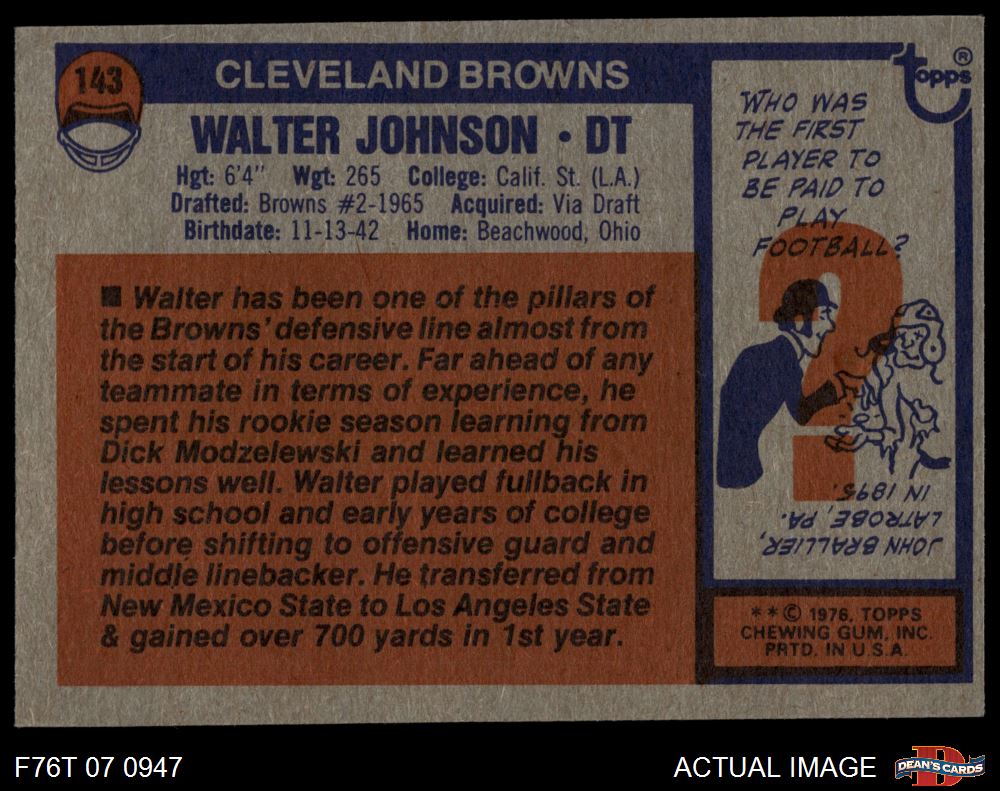 143
CLEVELAND BROWNS
WALTER JOHNSON • DT
Hgt: 6'4" Wgt: 265 College: Calif. St. (L.A.)
Drafted: Browns #2-1965 Acquired: Via Draft
Birthdate: 11-13-42 Home: Beachwood, Ohio
■ Walter has been one of the pillars of
the Browns' defensive line almost from
the start of his career. Far ahead of any
teammate in terms of experience, he
spent his rookie season learning from
Dick Modzelewski and learned his
lessons well. Walter played fullback in
high school and early years of college
before shifting to offensive guard and
middle linebacker. He transferred from
New Mexico State to Los Angeles State
& gained over 700 yards in 1st year.
Topps®
WHO WAS
THE FIRST
PLAYER TO
BE PAID TO
PLAY
FOOTBALL?
?
JOHN BRALLIER,
LATROBE, PA.
IN 1895.
**© 1976. TOPPS
CHEWING GUM, INC.
PRTD. IN U.S.A.
F76T 07 0947
ACTUAL IMAGE
D
DEAN'S CARDS